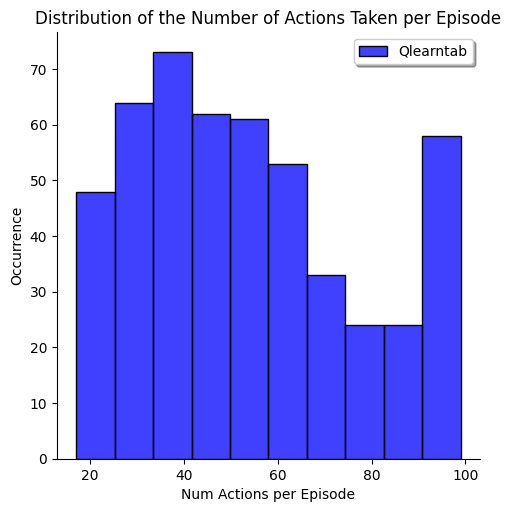 Distribution of the Number of Actions Taken per Episode
Qlearntab
70
60
50
40
30
20
10
0
Occurrence
20 40 60 80 100
Num Actions per Episode